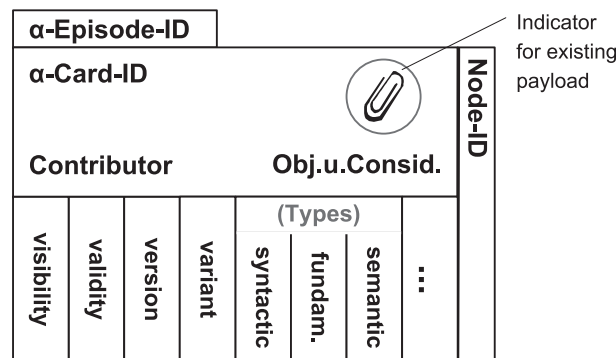 α-Episode-ID
Indicator
for existing
payload
α-Card-ID
Node-ID
Contributor
Obj.u.Consid.
(Types)
visibility
validity
version
variant
syntactic
fundam.
semantic
...